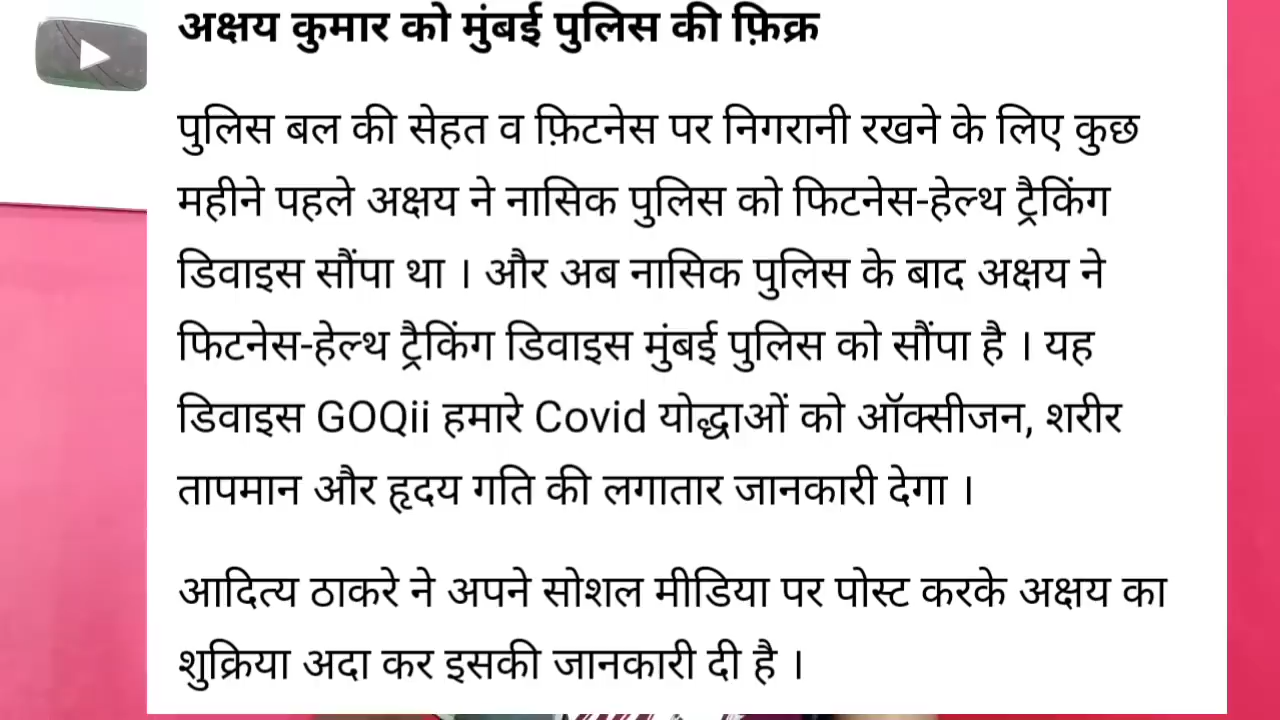 अक्षय कुमार को मुंबई पुलिस की फ़िक्र
पुलिस बल की सेहत व फ़िटनेस पर निगरानी रखने के लिए कुछ
महीने पहले अक्षय ने नासिक पुलिस को फिटनेस-हेल्थ ट्रैकिंग
डिवाइस सौंपा था । और अब नासिक पुलिस के बाद अक्षय ने
फिटनेस-हेल्थ ट्रैकिंग डिवाइस मुंबई पुलिस को सौंपा है । यह
डिवाइस GOQii हमारे Covid योद्धाओं को ऑक्सीजन, शरीर
तापमान और हृदय गति की लगातार जानकारी देगा ।
आदित्य ठाकरे ने अपने सोशल मीडिया पर पोस्ट करके अक्षय का
शुक्रिया अदा कर इसकी जानकारी दी है ।